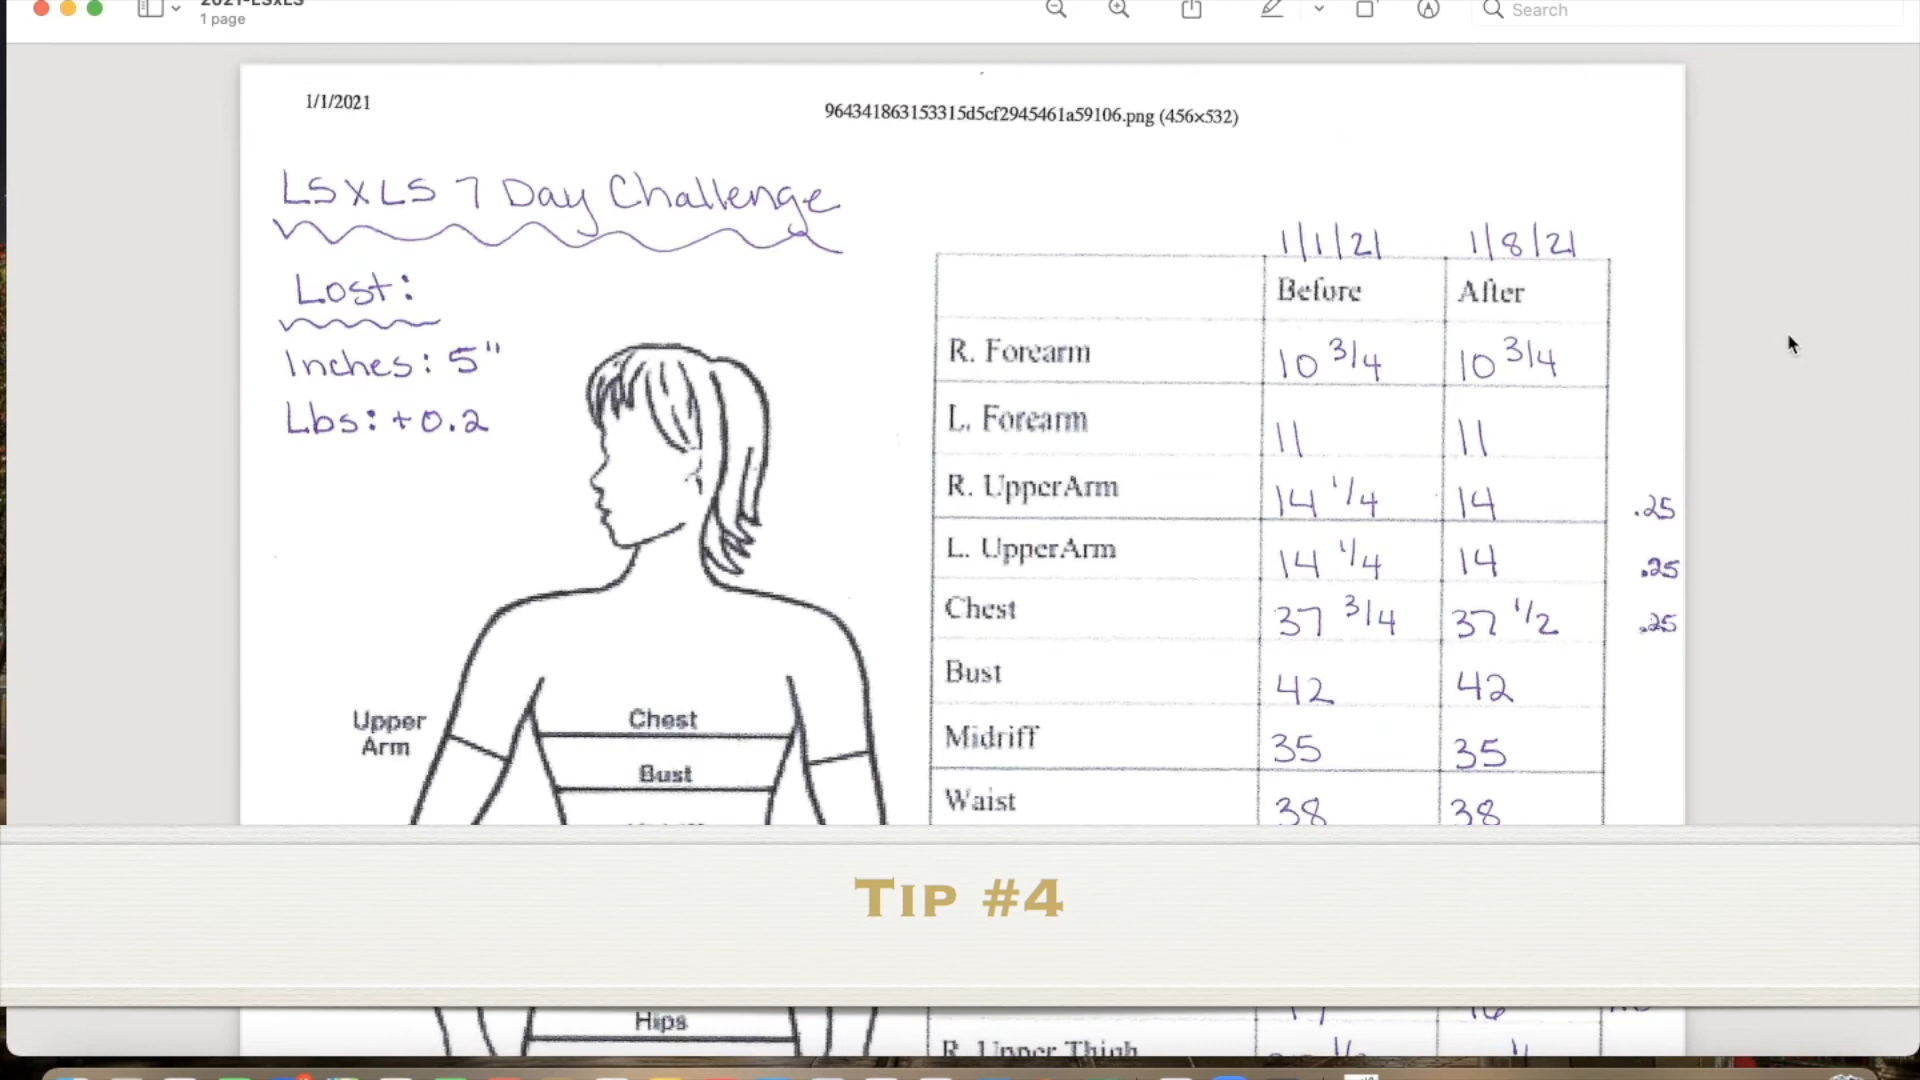 1 page
Search
1/1/2021
964341863153315d5cf2945461a59106.png (456×532)
LSXLS 7 Day Challenge
Lost:
Inches: 5"
Lbs: +0.2
1/1/21 1/8/21
Before After
R. Forearm 10 3/4 10 3/4
L. Forearm 11 11
R. UpperArm 14 1/4 14 .25
L. UpperArm 14 1/4 14 .25
Chest 37 3/4 37 1/2 .25
Bust 42 42
Midriff 35 35
Waist 38 38
Upper
Arm
Chest
Bust
TIP #4
Hips
R. Upper Thigh